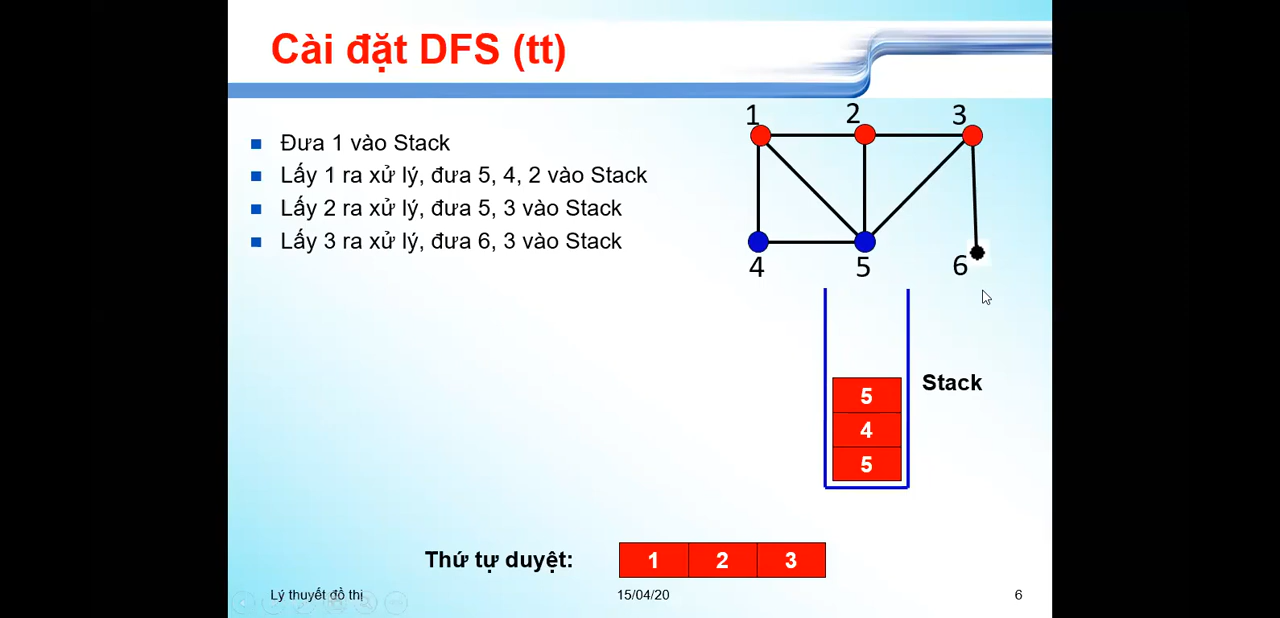 Cài đặt DFS (tt)
Đưa 1 vào Stack
Lấy 1 ra xử lý, đưa 5, 4, 2 vào Stack
Lấy 2 ra xử lý, đưa 5, 3 vào Stack
Lấy 3 ra xử lý, đưa 6, 3 vào Stack
1 2 3
4 5 6
Stack
5
4
5
Thứ tự duyệt: 1 2 3
Lý thuyết đồ thị 15/04/20 6